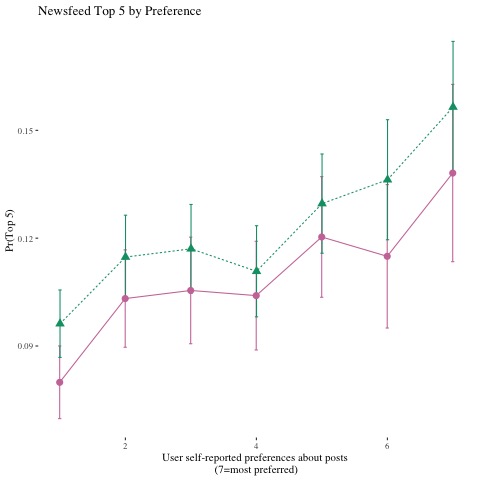 Newsfeed Top 5 by Preference
Pr(Top 5)
0.15
0.12
0.09
2 4 6
User self-reported preferences about posts
(7=most preferred)